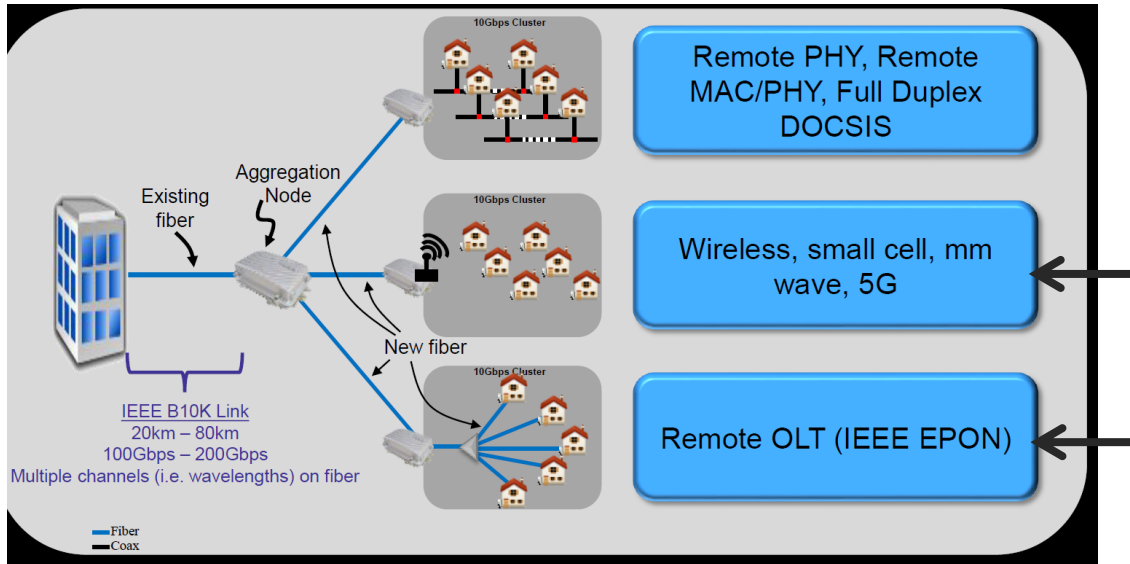 10Gbps Cluster
Remote PHY, Remote
MAC/PHY, Full Duplex
DOCSIS
Aggregation
Node
Existing
fiber
10Gbps Cluster
Wireless, small cell, mm
wave, 5G
New fiber
10Gbps Cluster
Remote OLT (IEEE EPON)
IEEE B10K Link
20km – 80km
100Gbps – 200Gbps
Multiple channels (i.e. wavelengths) on fiber
Fiber
Coax